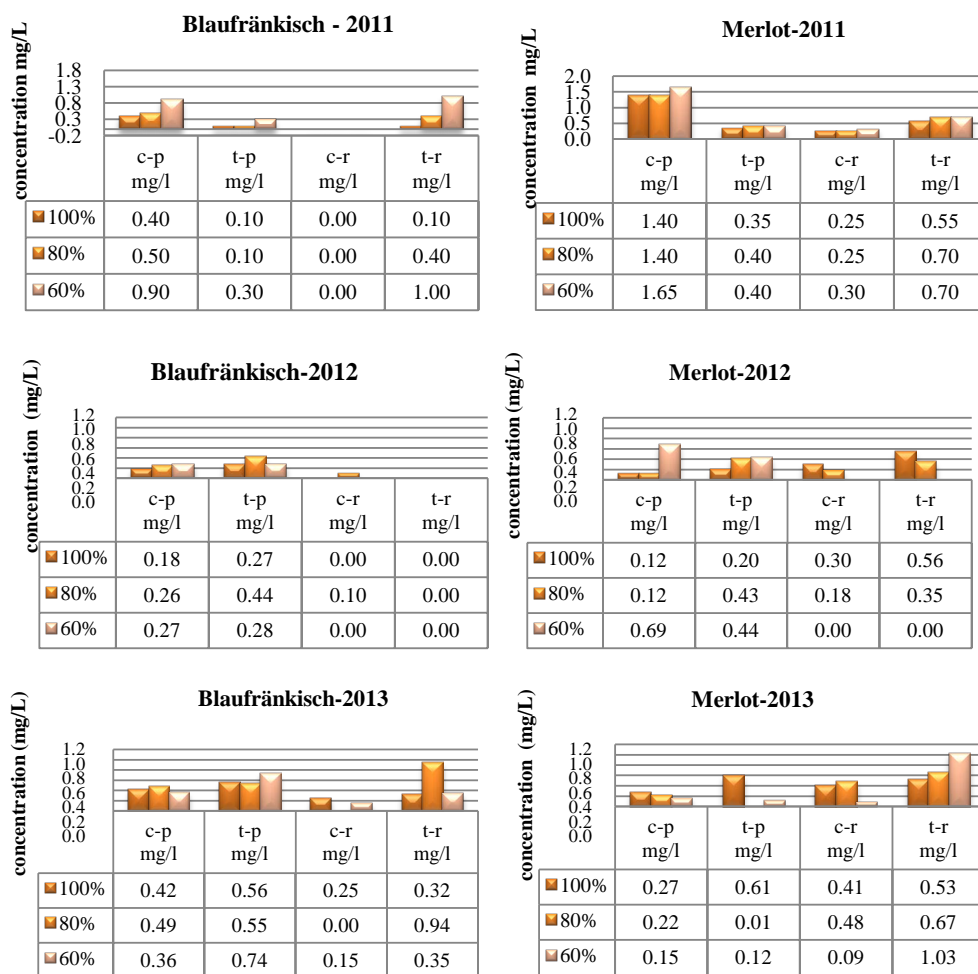 Blaufränkisch - 2011
concentration mg/L
1.8
1.3
0.8
0.3
-0.2
c-p t-p c-r t-r
mg/l mg/l mg/l mg/l
100% 0.40 0.10 0.00 0.10
80% 0.50 0.10 0.00 0.40
60% 0.90 0.30 0.00 1.00
Merlot-2011
concentration mg/L
2.0
1.5
1.0
0.5
0.0
c-p t-p c-r t-r
mg/l mg/l mg/l mg/l
100% 1.40 0.35 0.25 0.55
80% 1.40 0.40 0.25 0.70
60% 1.65 0.40 0.30 0.70
Blaufränkisch-2012
concentration (mg/L)
1.2
1.0
0.8
0.6
0.4
0.2
0.0
c-p t-p c-r t-r
mg/l mg/l mg/l mg/l
100% 0.18 0.27 0.00 0.00
80% 0.26 0.44 0.10 0.00
60% 0.27 0.28 0.00 0.00
Merlot-2012
concentration (mg/L)
1.2
1.0
0.8
0.6
0.4
0.2
0.0
c-p t-p c-r t-r
mg/l mg/l mg/l mg/l
100% 0.12 0.20 0.30 0.56
80% 0.12 0.43 0.18 0.35
60% 0.69 0.44 0.00 0.00
Blaufränkisch-2013
concentration (mg/L)
1.2
1.0
0.8
0.6
0.4
0.2
0.0
c-p t-p c-r t-r
mg/l mg/l mg/l mg/l
100% 0.42 0.56 0.25 0.32
80% 0.49 0.55 0.00 0.94
60% 0.36 0.74 0.15 0.35
Merlot-2013
concentration (mg/L)
1.2
1.0
0.8
0.6
0.4
0.2
0.0
c-p t-p c-r t-r
mg/l mg/l mg/l mg/l
100% 0.27 0.61 0.41 0.53
80% 0.22 0.01 0.48 0.67
60% 0.15 0.12 0.09 1.03